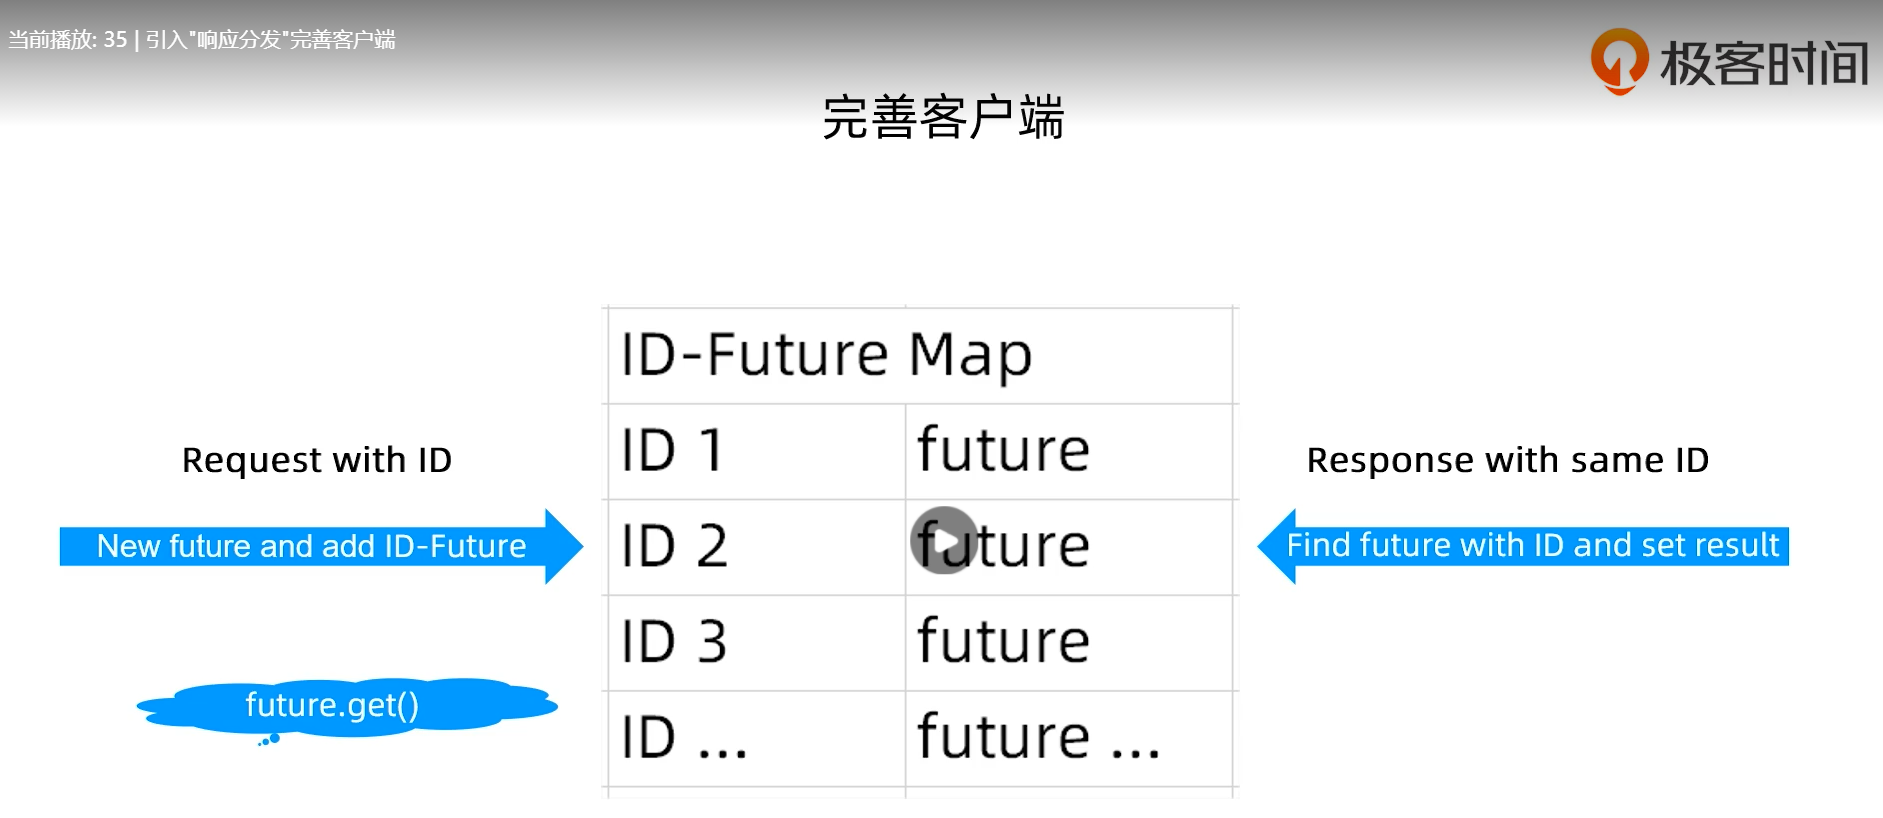 当前播放: 35 | 引入"响应分发"完善客户端
极客时间
完善客户端
ID-Future Map
ID 1 future
Request with ID
Response with same ID
New future and add ID-Future
ID 2 future
Find future with ID and set result
ID 3 future
future.get()
ID ... future ...